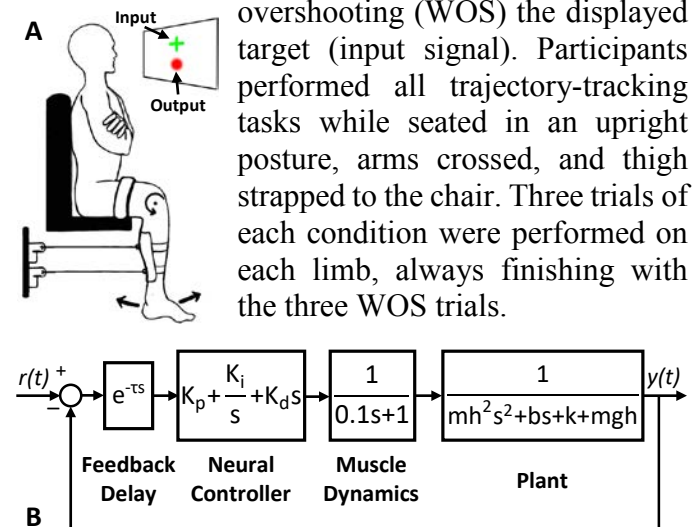 A
Input
Output
overshooting (WOS) the displayed
target (input signal). Participants
performed all trajectory-tracking
tasks while seated in an upright
posture, arms crossed, and thigh
strapped to the chair. Three trials of
each condition were performed on
each limb, always finishing with
the three WOS trials.
r(t) + −
e^-τs
K_p + K_i/s + K_d s
1/(0.1s+1)
1/(mh²s²+bs+k+mgh)
y(t)
Feedback Delay
Neural Controller
Muscle Dynamics
Plant
B